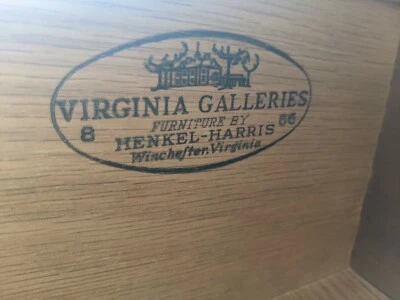 VIRGINIA GALLERIES
FURNITURE BY
8 HENKEL-HARRIS 66
Winchester, Virginia